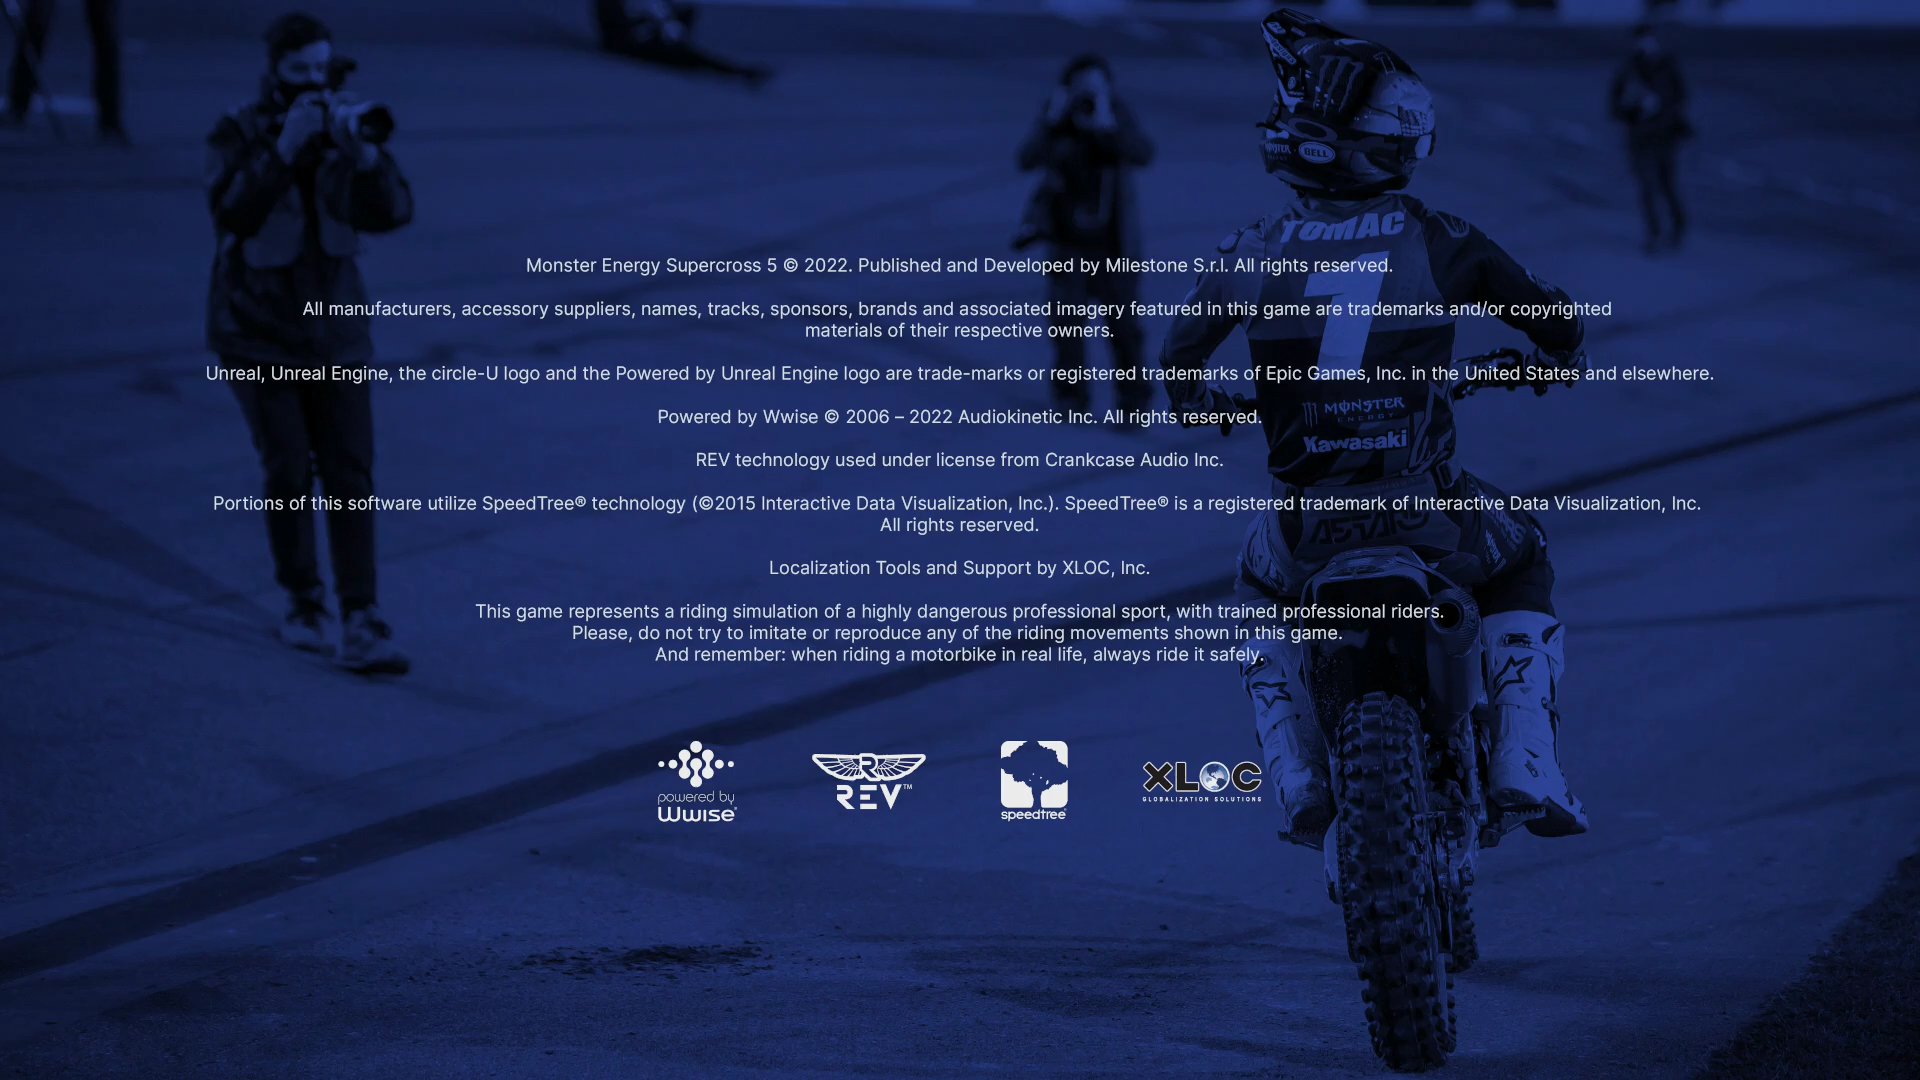 BELL
TOMAC
1
Monster Energy Supercross 5 © 2022. Published and Developed by Milestone S.r.l. All rights reserved.
All manufacturers, accessory suppliers, names, tracks, sponsors, brands and associated imagery featured in this game are trademarks and/or copyrighted
materials of their respective owners.
Unreal, Unreal Engine, the circle-U logo and the Powered by Unreal Engine logo are trade-marks or registered trademarks of Epic Games, Inc. in the United States and elsewhere.
MONSTER
ENERGY
Powered by Wwise © 2006 – 2022 Audiokinetic Inc. All rights reserved.
Kawasaki
REV technology used under license from Crankcase Audio Inc.
Portions of this software utilize SpeedTree® technology (©2015 Interactive Data Visualization, Inc.). SpeedTree® is a registered trademark of Interactive Data Visualization, Inc.
All rights reserved.
Localization Tools and Support by XLOC, Inc.
This game represents a riding simulation of a highly dangerous professional sport, with trained professional riders.
Please, do not try to imitate or reproduce any of the riding movements shown in this game.
And remember: when riding a motorbike in real life, always ride it safely.
powered by
Wwise®
R
REV™
speedtree®
XLOC
GLOBALIZATION SOLUTIONS